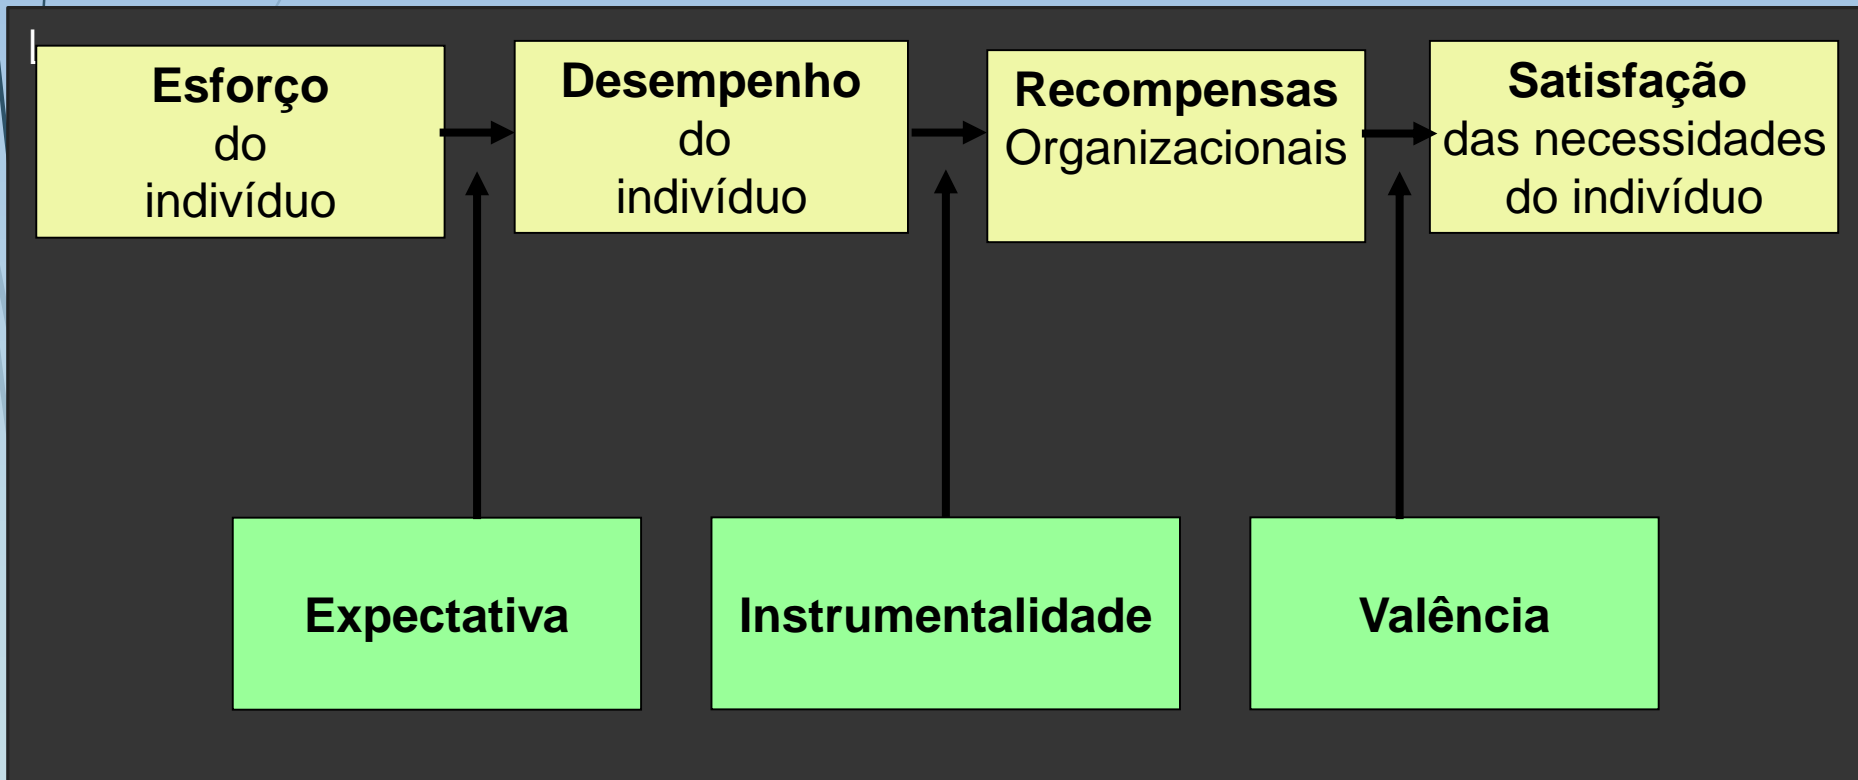 Esforço
do
indivíduo
Desempenho
do
indivíduo
Recompensas
Organizacionais
Satisfação
das necessidades
do indivíduo
Expectativa
Instrumentalidade
Valência